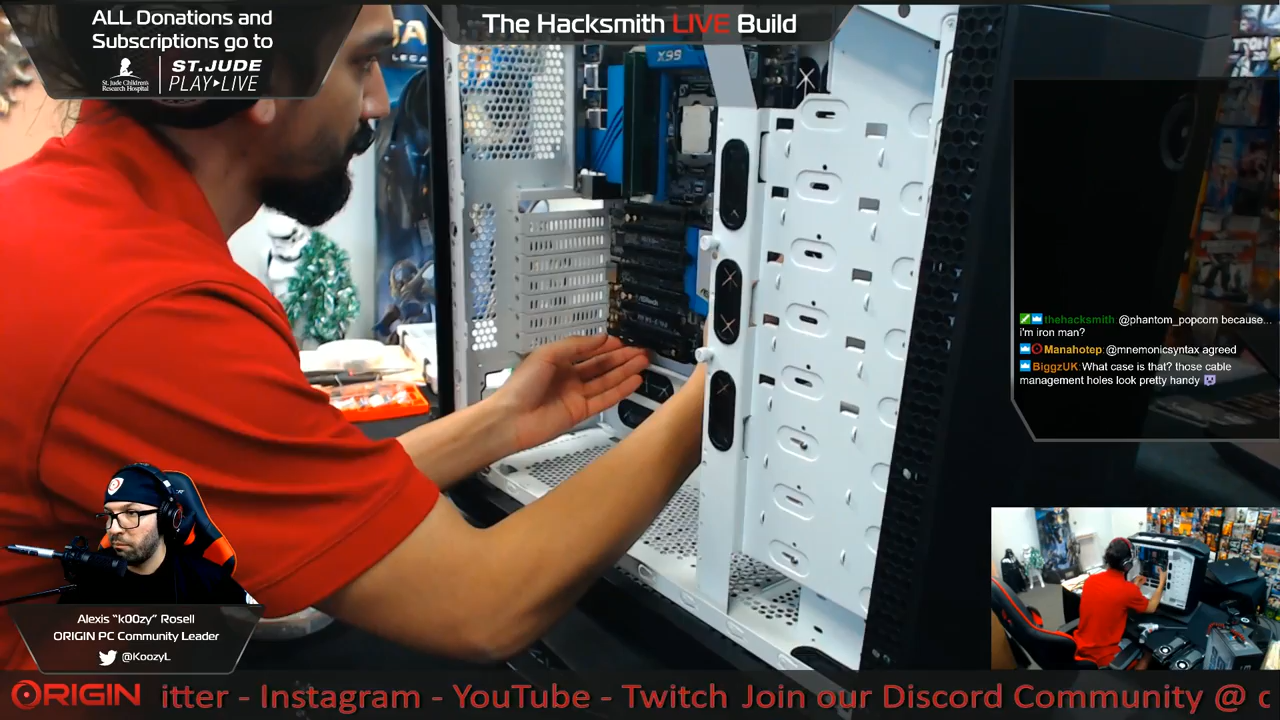 ALL Donations and
Subscriptions go to
St. Jude Children's
Research Hospital
ST. JUDE
PLAY LIVE
The Hacksmith LIVE Build
X99
thehacksmith @phantom_popcorn because...
i'm iron man?
Manahotep: @mnemonicsyntax agreed
BiggzUK: What case is that? those cable
management holes look pretty handy
Alexis "k00zy" Rosell
ORIGIN PC Community Leader
@KoozyL
ORIGIN
itter - Instagram - YouTube - Twitch Join our Discord Community @ c